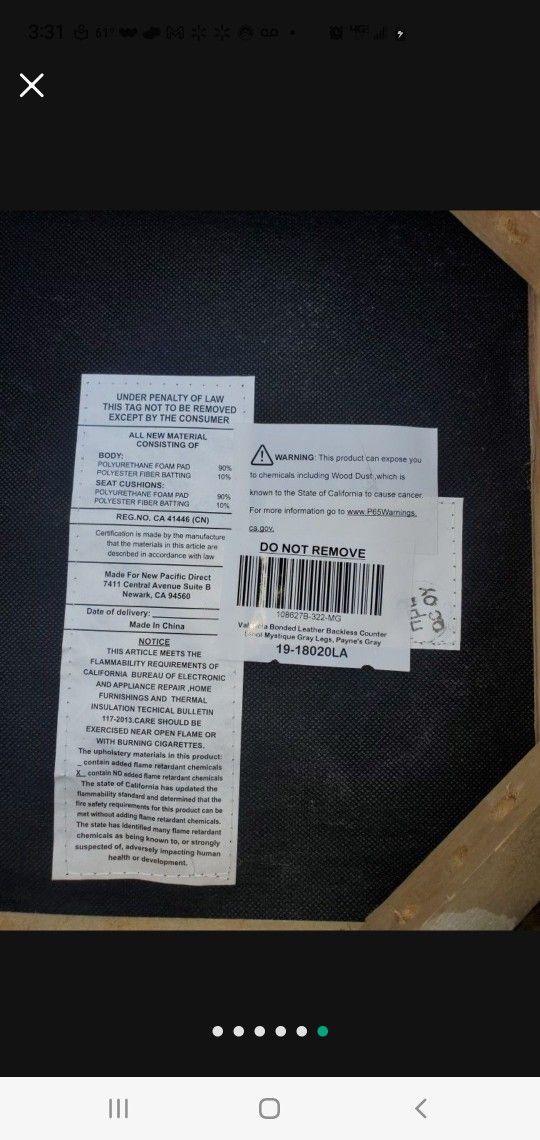 3:31
61°
4G
UNDER PENALTY OF LAW
THIS TAG NOT TO BE REMOVED
EXCEPT BY THE CONSUMER
ALL NEW MATERIAL
CONSISTING OF
BODY:
POLYURETHANE FOAM PAD 90%
POLYESTER FIBER BATTING 10%
SEAT CUSHIONS:
POLYURETHANE FOAM PAD 90%
POLYESTER FIBER BATTING 10%
REG.NO. CA 41446 (CN)
Certification is made by the manufacture
that the materials in this article are
described in accordance with law
Made For New Pacific Direct
7411 Central Avenue Suite B
Newark, CA 94560
Date of delivery:
Made In China
NOTICE
THIS ARTICLE MEETS THE
FLAMMABILITY REQUIREMENTS OF
CALIFORNIA BUREAU OF ELECTRONIC
AND APPLIANCE REPAIR ,HOME
FURNISHINGS AND THERMAL
INSULATION TECHICAL BULLETIN
117-2013.CARE SHOULD BE
EXERCISED NEAR OPEN FLAME OR
WITH BURNING CIGARETTES.
The upholstery materials in this product:
_ contain added flame retardant chemicals
X contain NO added flame retardant chemicals
The state of California has updated the
flammability standard and determined that the
fire safety requirements for this product can be
met without adding flame retardant chemicals.
The state has identified many flame retardant
chemicals as being known to, or strongly
suspected of, adversely impacting human
health or development.
WARNING: This product can expose you
to chemicals including Wood Dust ,which is
known to the State of California to cause cancer.
For more information go to www.P65Warnings.
ca.gov.
DO NOT REMOVE
108627B-322-MG
Bonded Leather Backless Counter
Mystique Gray Legs, Payne's Gray
19-18020LA